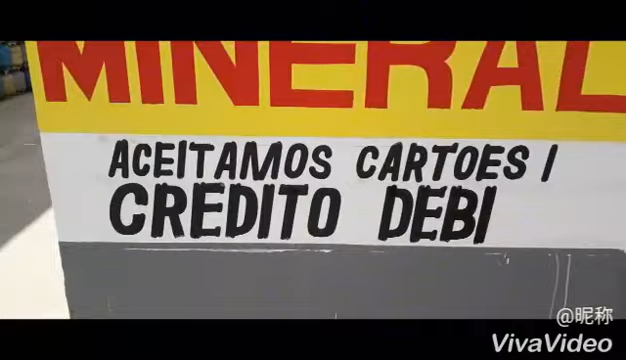 MINERAL
ACEITAMOS CARTOES /
CREDITO DEBI
@昵称
VivaVideo